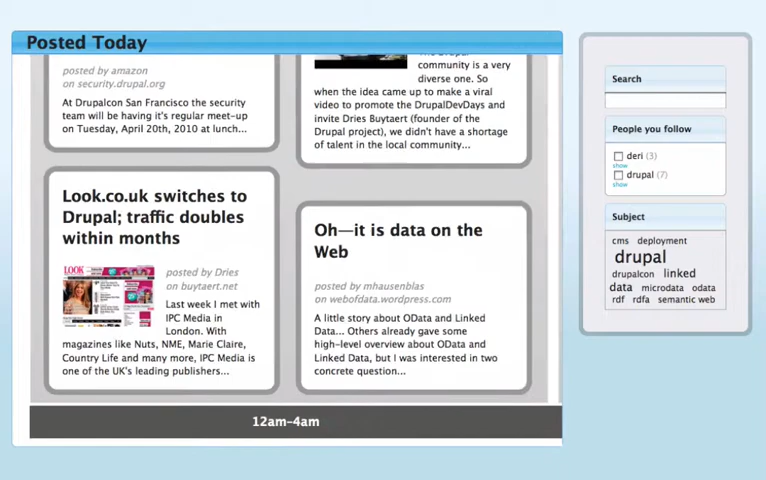 Posted Today
posted by amazon
on security.drupal.org
At Drupalcon San Francisco the security
team will be having it's regular meet-up
on Tuesday, April 20th, 2010 at lunch...
community is a very
diverse one. So
when the idea came up to make a viral
video to promote the DrupalDevDays and
invite Dries Buytaert (founder of the
Drupal project), we didn't have a shortage
of talent in the local community...
Look.co.uk switches to
Drupal; traffic doubles
within months
LOOK
posted by Dries
on buytaert.net
Last week I met with
IPC Media in
London. With
magazines like Nuts, NME, Marie Claire,
Country Life and many more, IPC Media is
one of the UK's leading publishers...
Oh—it is data on the
Web
posted by mhausenblas
on webofdata.wordpress.com
A little story about OData and Linked
Data... Others already gave some
high-level overview about OData and
Linked Data, but I was interested in two
concrete question...
12am-4am
Search
People you follow
deri (3)
show
drupal (7)
show
Subject
cms deployment
drupal
drupalcon linked
data microdata odata
rdf rdfa semantic web